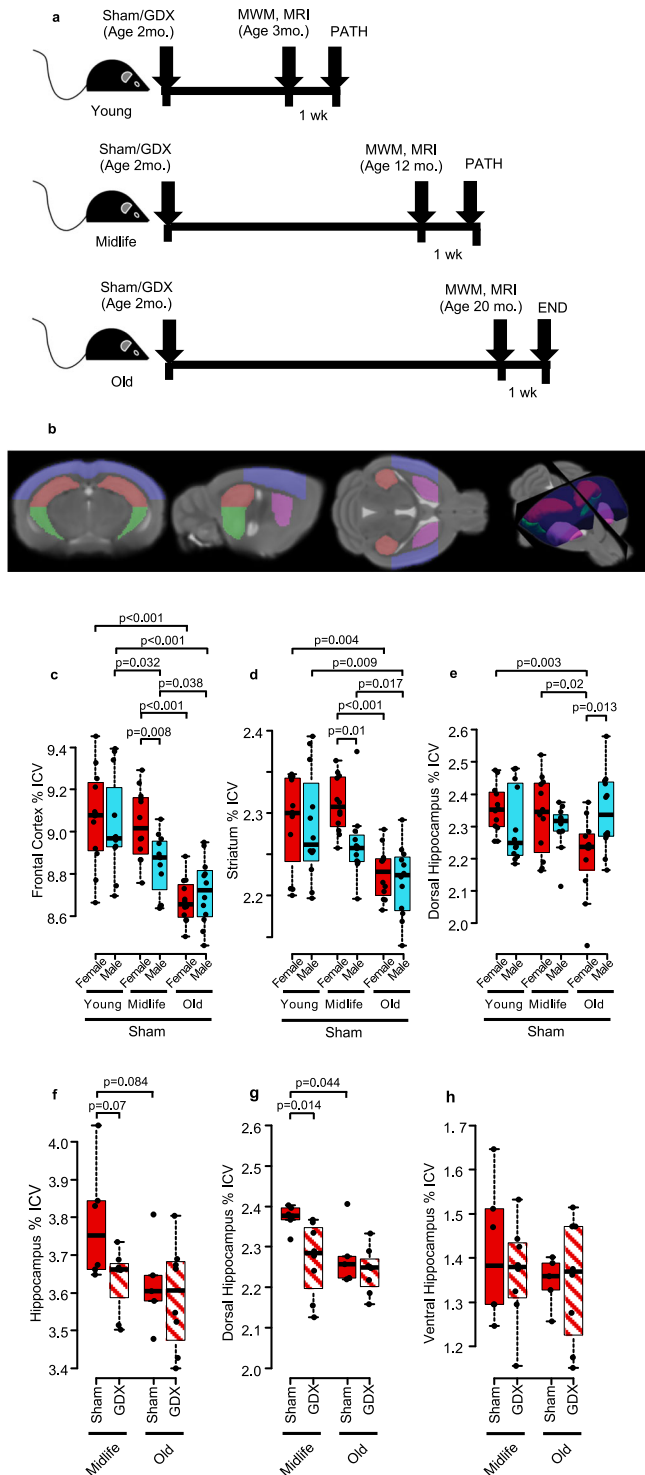 a
Sham/GDX
(Age 2mo.)
MWM, MRI
(Age 3mo.)
PATH
Young
1 wk
Sham/GDX
(Age 2mo.)
MWM, MRI
(Age 12 mo.)
PATH
Midlife
1 wk
Sham/GDX
(Age 2mo.)
MWM, MRI
(Age 20 mo.)
END
Old
1 wk
b
c
p<0.001
p<0.001
p=0.032
p=0.038
p<0.001
p=0.008
Frontal Cortex % ICV
9.4
9.2
9.0
8.8
8.6
Female
Male
Female
Male
Female
Male
Young
Midlife
Old
Sham
d
p=0.004
p=0.009
p=0.017
p<0.001
p=0.01
Striatum % ICV
2.4
2.3
2.2
Female
Male
Female
Male
Female
Male
Young
Midlife
Old
Sham
e
p=0.003
p=0.02
p=0.013
Dorsal Hippocampus % ICV
2.6
2.5
2.4
2.3
2.2
2.1
2.0
Female
Male
Female
Male
Female
Male
Young
Midlife
Old
Sham
f
p=0.084
p=0.07
Hippocampus % ICV
4.0
3.9
3.8
3.7
3.6
3.5
3.4
Sham
GDX
Sham
GDX
Midlife
Old
g
p=0.044
p=0.014
Dorsal Hippocampus % ICV
2.6
2.5
2.4
2.3
2.2
2.1
2.0
Sham
GDX
Sham
GDX
Midlife
Old
h
Ventral Hippocampus % ICV
1.7
1.6
1.5
1.4
1.3
1.2
Sham
GDX
Sham
GDX
Midlife
Old